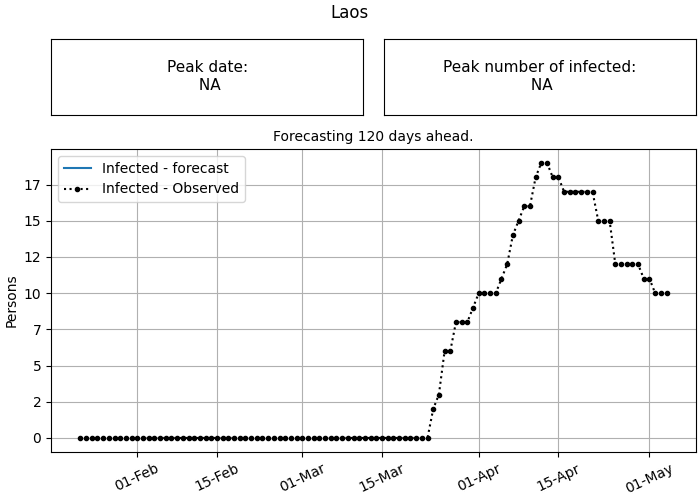 Laos
Peak date:
NA
Peak number of infected:
NA
Forecasting 120 days ahead.
Infected - forecast
Infected - Observed
Persons
17
15
12
10
7
5
2
0
01-Feb
15-Feb
01-Mar
15-Mar
01-Apr
15-Apr
01-May